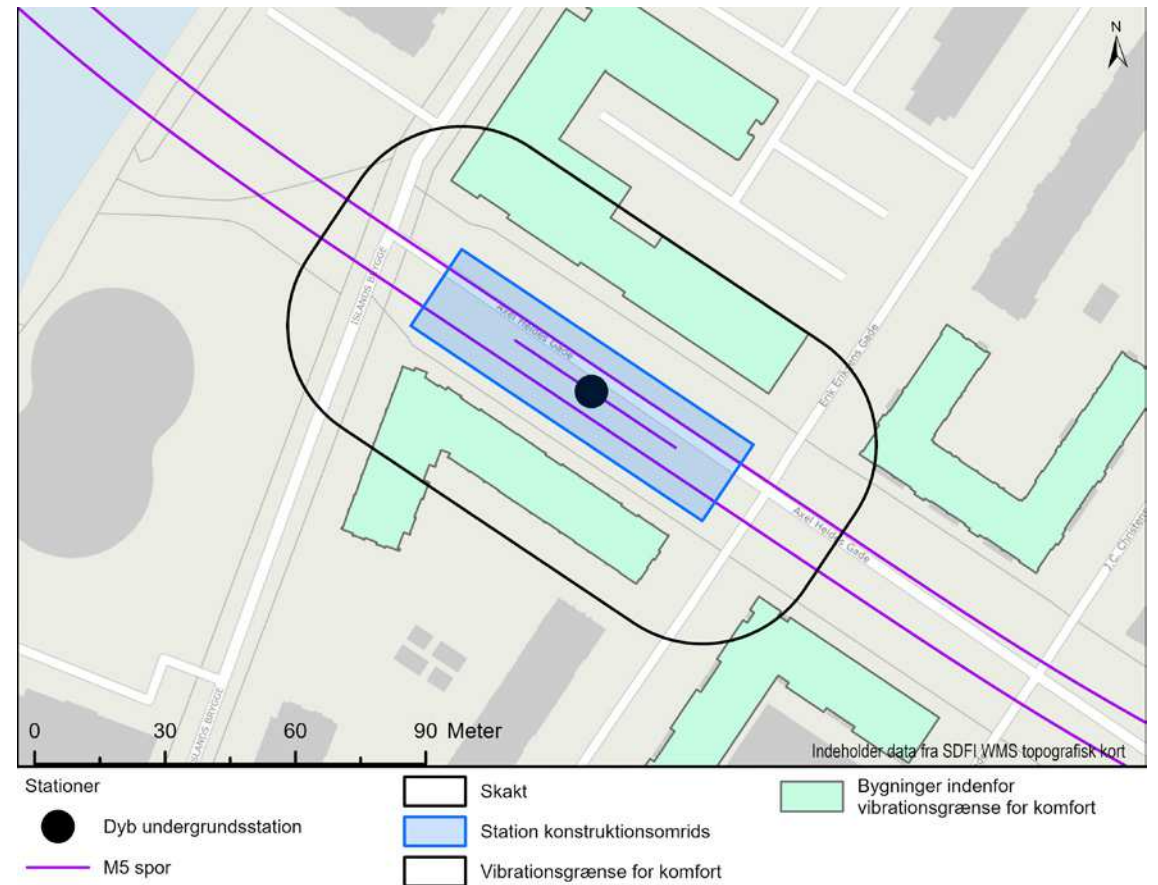 N
ISLANDS BRYGGE
Axel Heides Gade
Erik Eriksens Gade
Axel Heides Gade
J.C. Christens
ISLANDS BRYGGE
0 30 60 90 Meter
Indeholder data fra SDFI WMS topografisk kort
Stationer
Dyb undergrundsstation
M5 spor
Skakt
Station konstruktionsomrids
Vibrationsgrænse for komfort
Bygninger indenfor
vibrationsgrænse for komfort